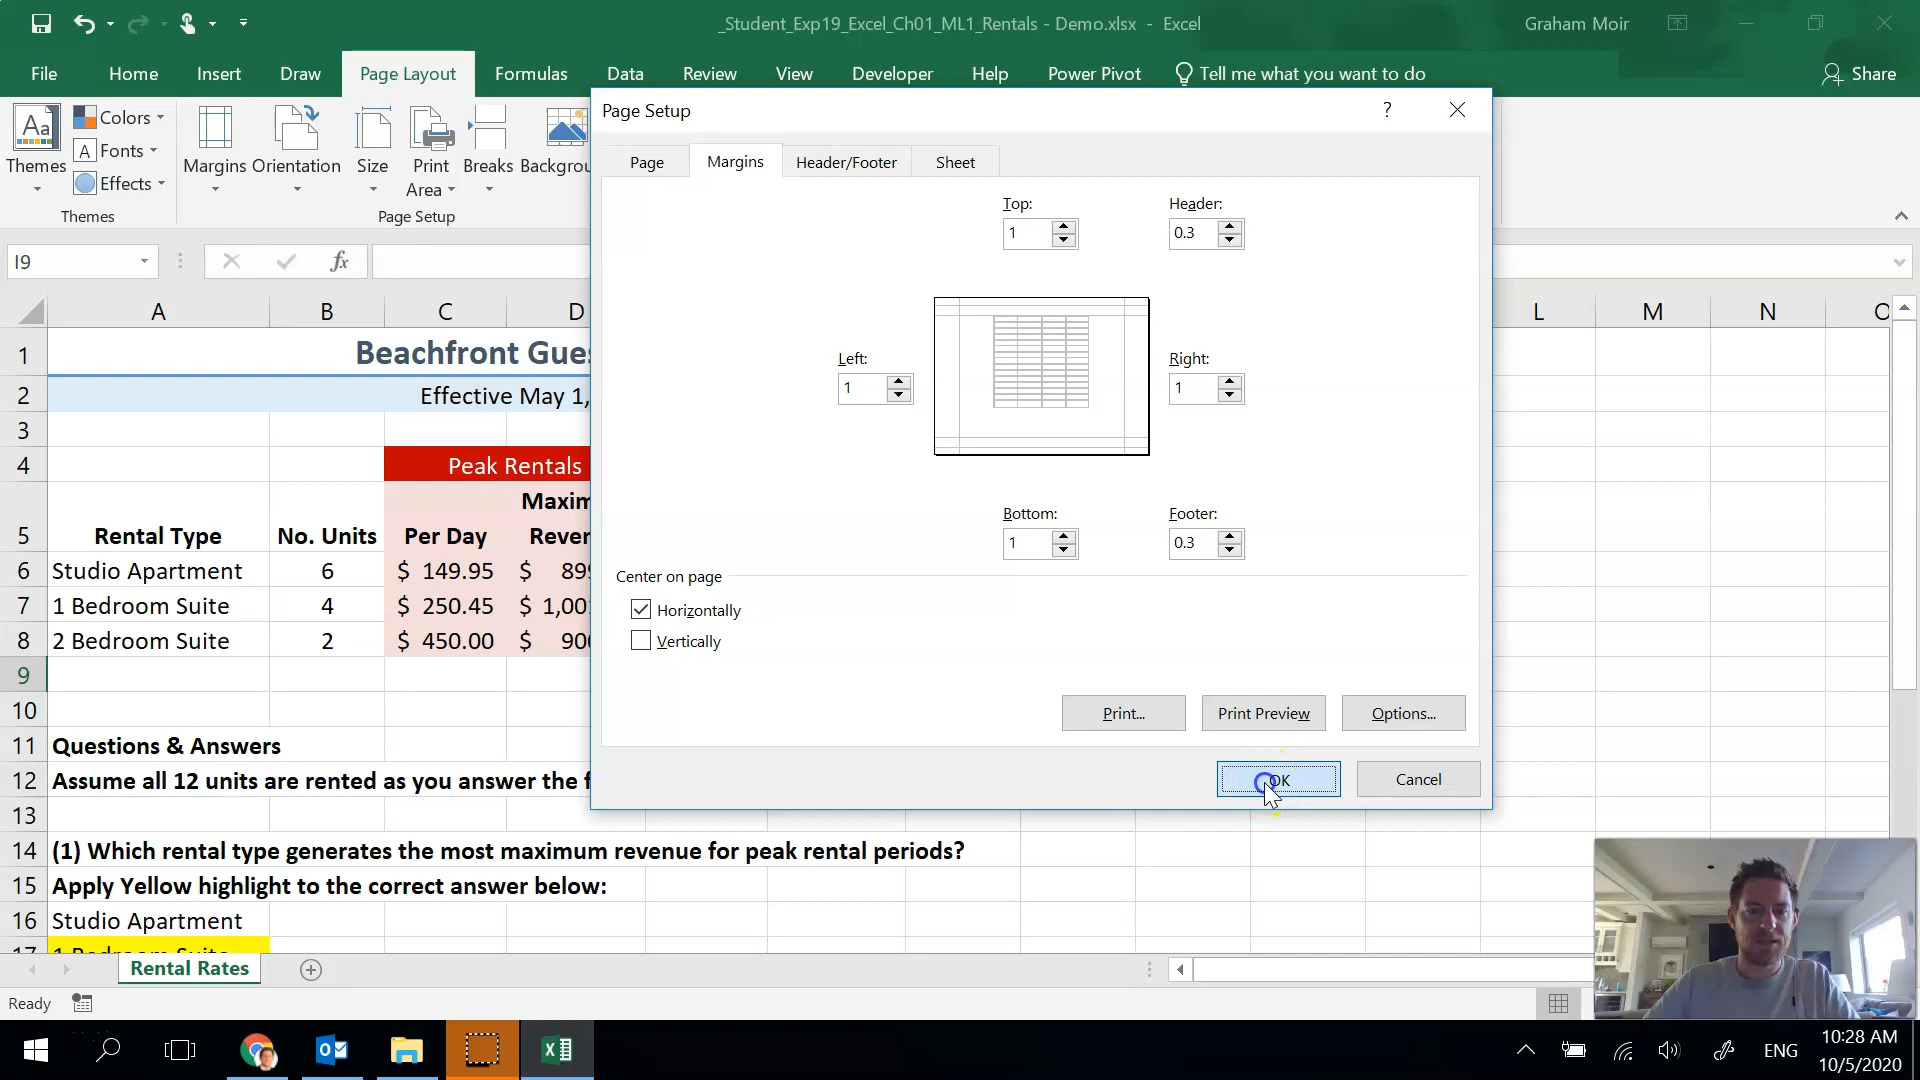 _Student_Exp19_Excel_Ch01_ML1_Rentals - Demo.xlsx - Excel
Graham Moir
File Home Insert Draw Page Layout Formulas Data Review View Developer Help Power Pivot Tell me what you want to do Share
Aa Themes
Colors
A Fonts
Effects
Themes
Margins Orientation Size Print Area Breaks
Page Setup
Page Setup ?
Page Margins Header/Footer Sheet
Top: Header:
1 0.3
Left: Right:
1 1
Bottom: Footer:
1 0.3
Center on page
Horizontally
Vertically
Print... Print Preview Options...
OK Cancel
I9 fx
A B C D L M N
1 Beachfront
2 Effective May 1,
3
4 Peak Rentals
5 Rental Type No. Units Per Day
6 Studio Apartment 6 $ 149.95 $
7 1 Bedroom Suite 4 $ 250.45 $
8 2 Bedroom Suite 2 $ 450.00 $
9
10
11 Questions & Answers
12 Assume all 12 units are rented as you answer the
13
14 (1) Which rental type generates the most maximum revenue for peak rental periods?
15 Apply Yellow highlight to the correct answer below:
16 Studio Apartment
17 1 Bedroom Suite
Rental Rates
Ready
ENG
10:28 AM
10/5/2020